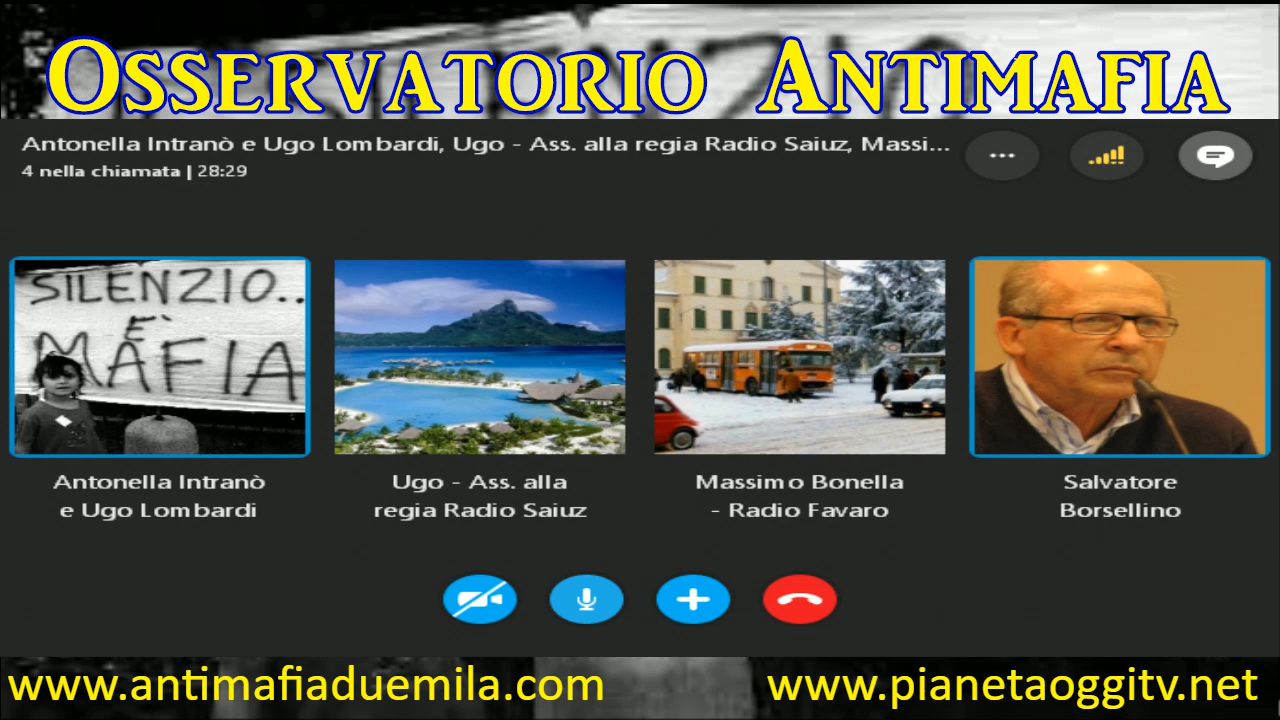 OSSERVATORIO ANTIMAFIA
Antonella Intranò e Ugo Lombardi, Ugo - Ass. alla regia Radio Saiuz, Massi...
4 nella chiamata | 28:29
SILENZIO..
E'
MAFIA
Antonella Intranò
e Ugo Lombardi
Ugo - Ass. alla
regia Radio Saiuz
Massimo Bonella
- Radio Favaro
Salvatore
Borsellino
www.antimafiaduemila.com
www.pianetaoggitv.net